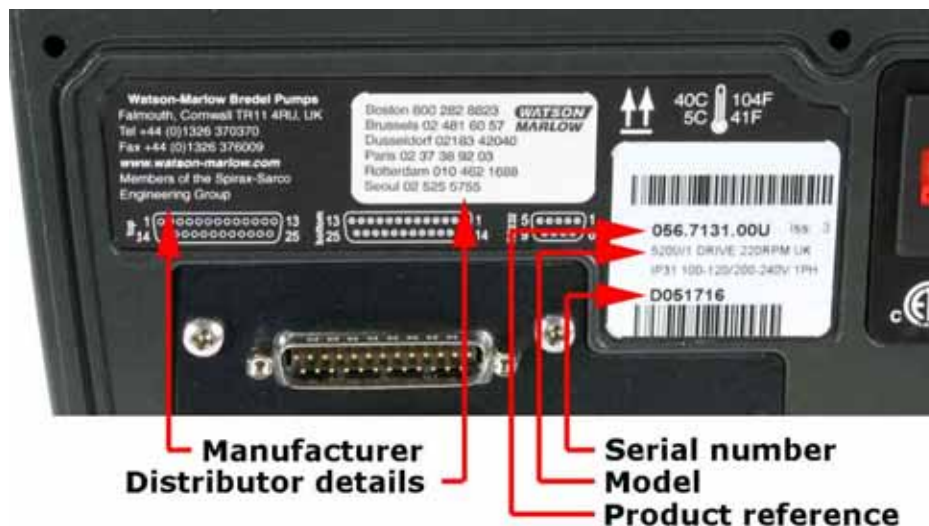 Watson-Marlow Bredel Pumps
Falmouth, Cornwall TR11 4RU, UK
Tel +44 (0)1326 370370
Fax +44 (0)1326 376009
www.watson-marlow.com
Members of the Spirax-Sarco
Engineering Group
Boston 800 282 8823
Brussels 02 481 60 57
Dusseldorf 02183 42040
Paris 02 37 38 92 03
Rotterdam 010 462 1688
Seoul 02 525 5755
WATSON
MARLOW
40C 104F
5C 41F
top 1 13
14 25
bottom 13 1
25 14
5 1
9 6
056.7131.00U Iss 3
520U/1 DRIVE 220RPM UK
IP31 100-120/200-240V 1PH
D051716
C
Manufacturer
Distributor details
Serial number
Model
Product reference